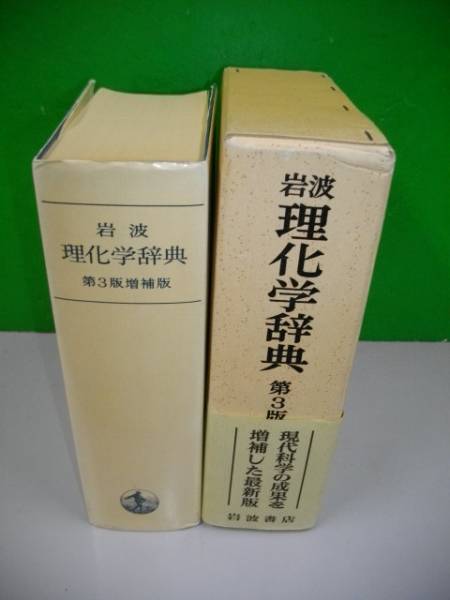 岩波
理化学辞典
第3版増補版
岩波
理化学辞典
第3版
現代科学の成果を
増補した最新版
岩波書店